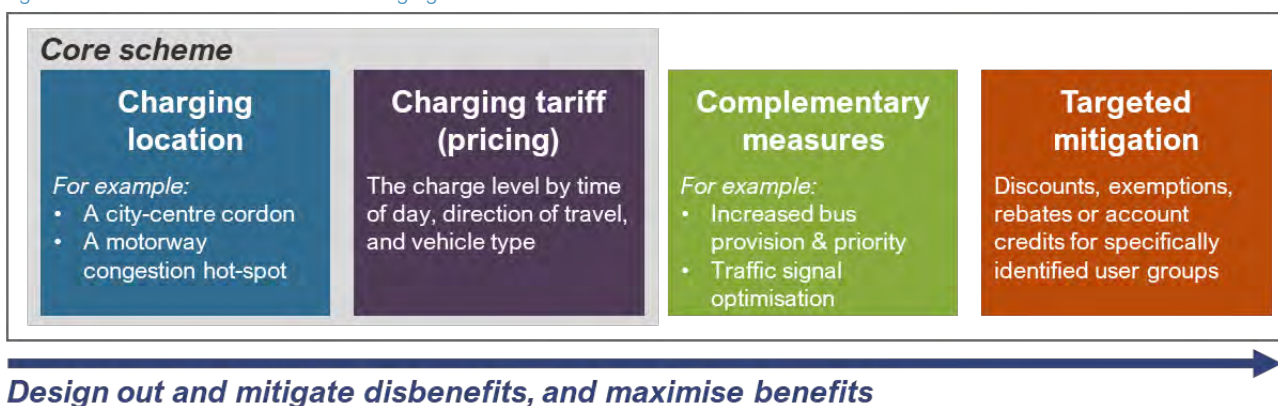 Core scheme
Charging
location
For example:
• A city-centre cordon
• A motorway
congestion hot-spot
Charging tariff
(pricing)
The charge level by time
of day, direction of travel,
and vehicle type
Complementary
measures
For example:
• Increased bus
provision & priority
• Traffic signal
optimisation
Targeted
mitigation
Discounts, exemptions,
rebates or account
credits for specifically
identified user groups
Design out and mitigate disbenefits, and maximise benefits